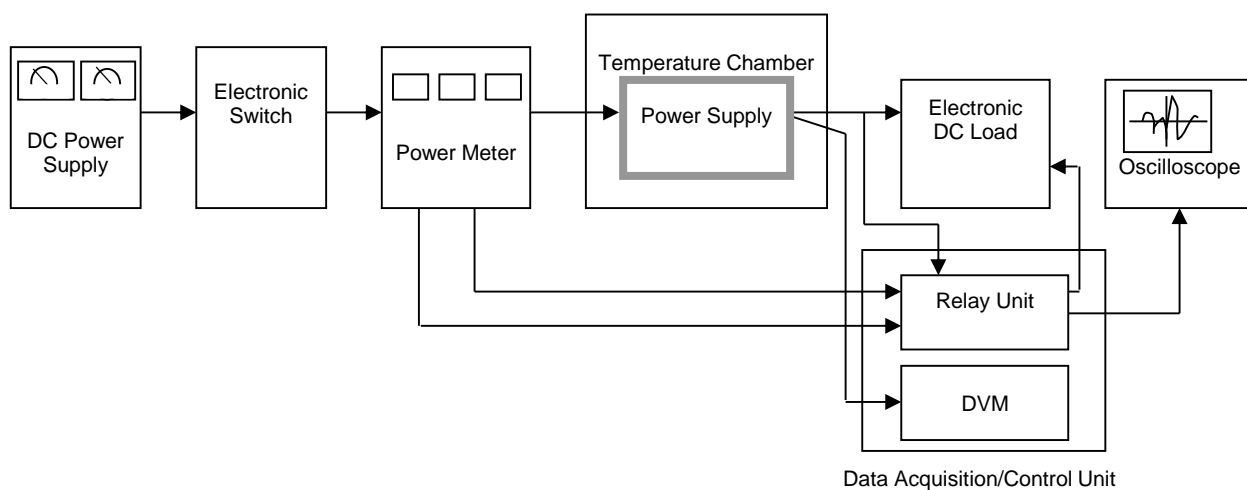 DC Power
Supply
Electronic
Switch
Power Meter
Temperature Chamber
Power Supply
Electronic
DC Load
Oscilloscope
Relay Unit
DVM
Data Acquisition/Control Unit